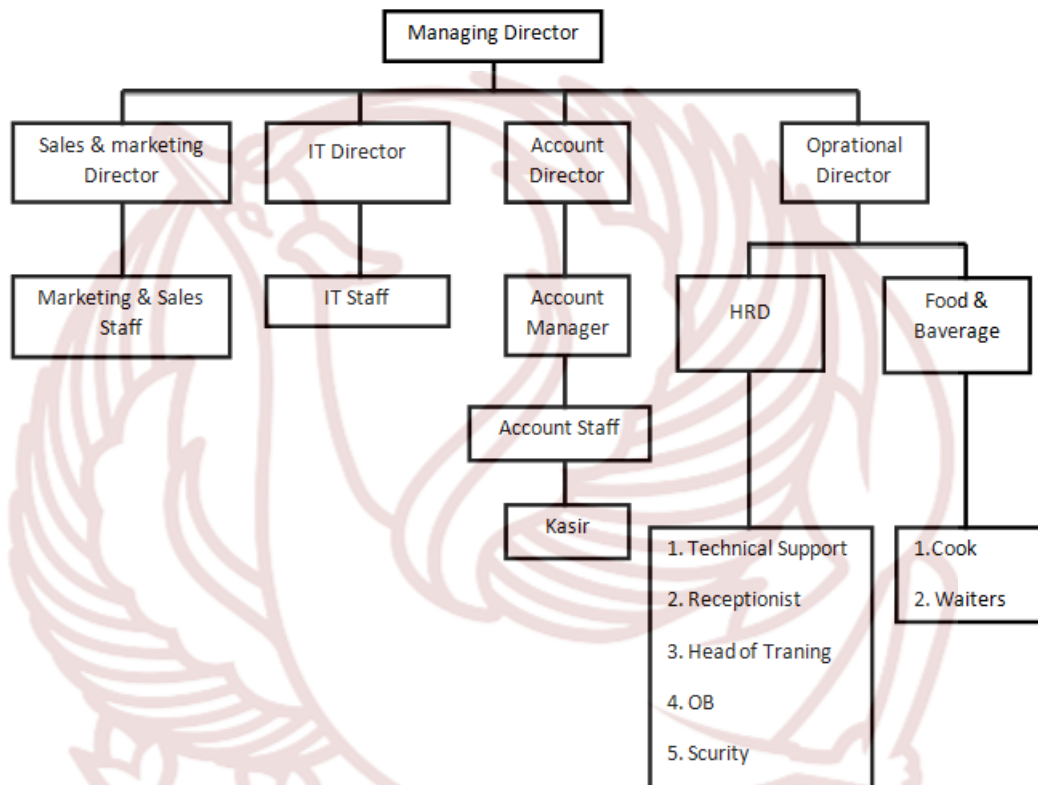 Managing Director
Sales & marketing
Director
IT Director
Account
Director
Oprational
Director
Marketing & Sales
Staff
IT Staff
Account
Manager
HRD
Food &
Baverage
Account Staff
Kasir
1. Technical Support
2. Receptionist
3. Head of Traning
4. OB
5. Scurity
1.Cook
2. Waiters